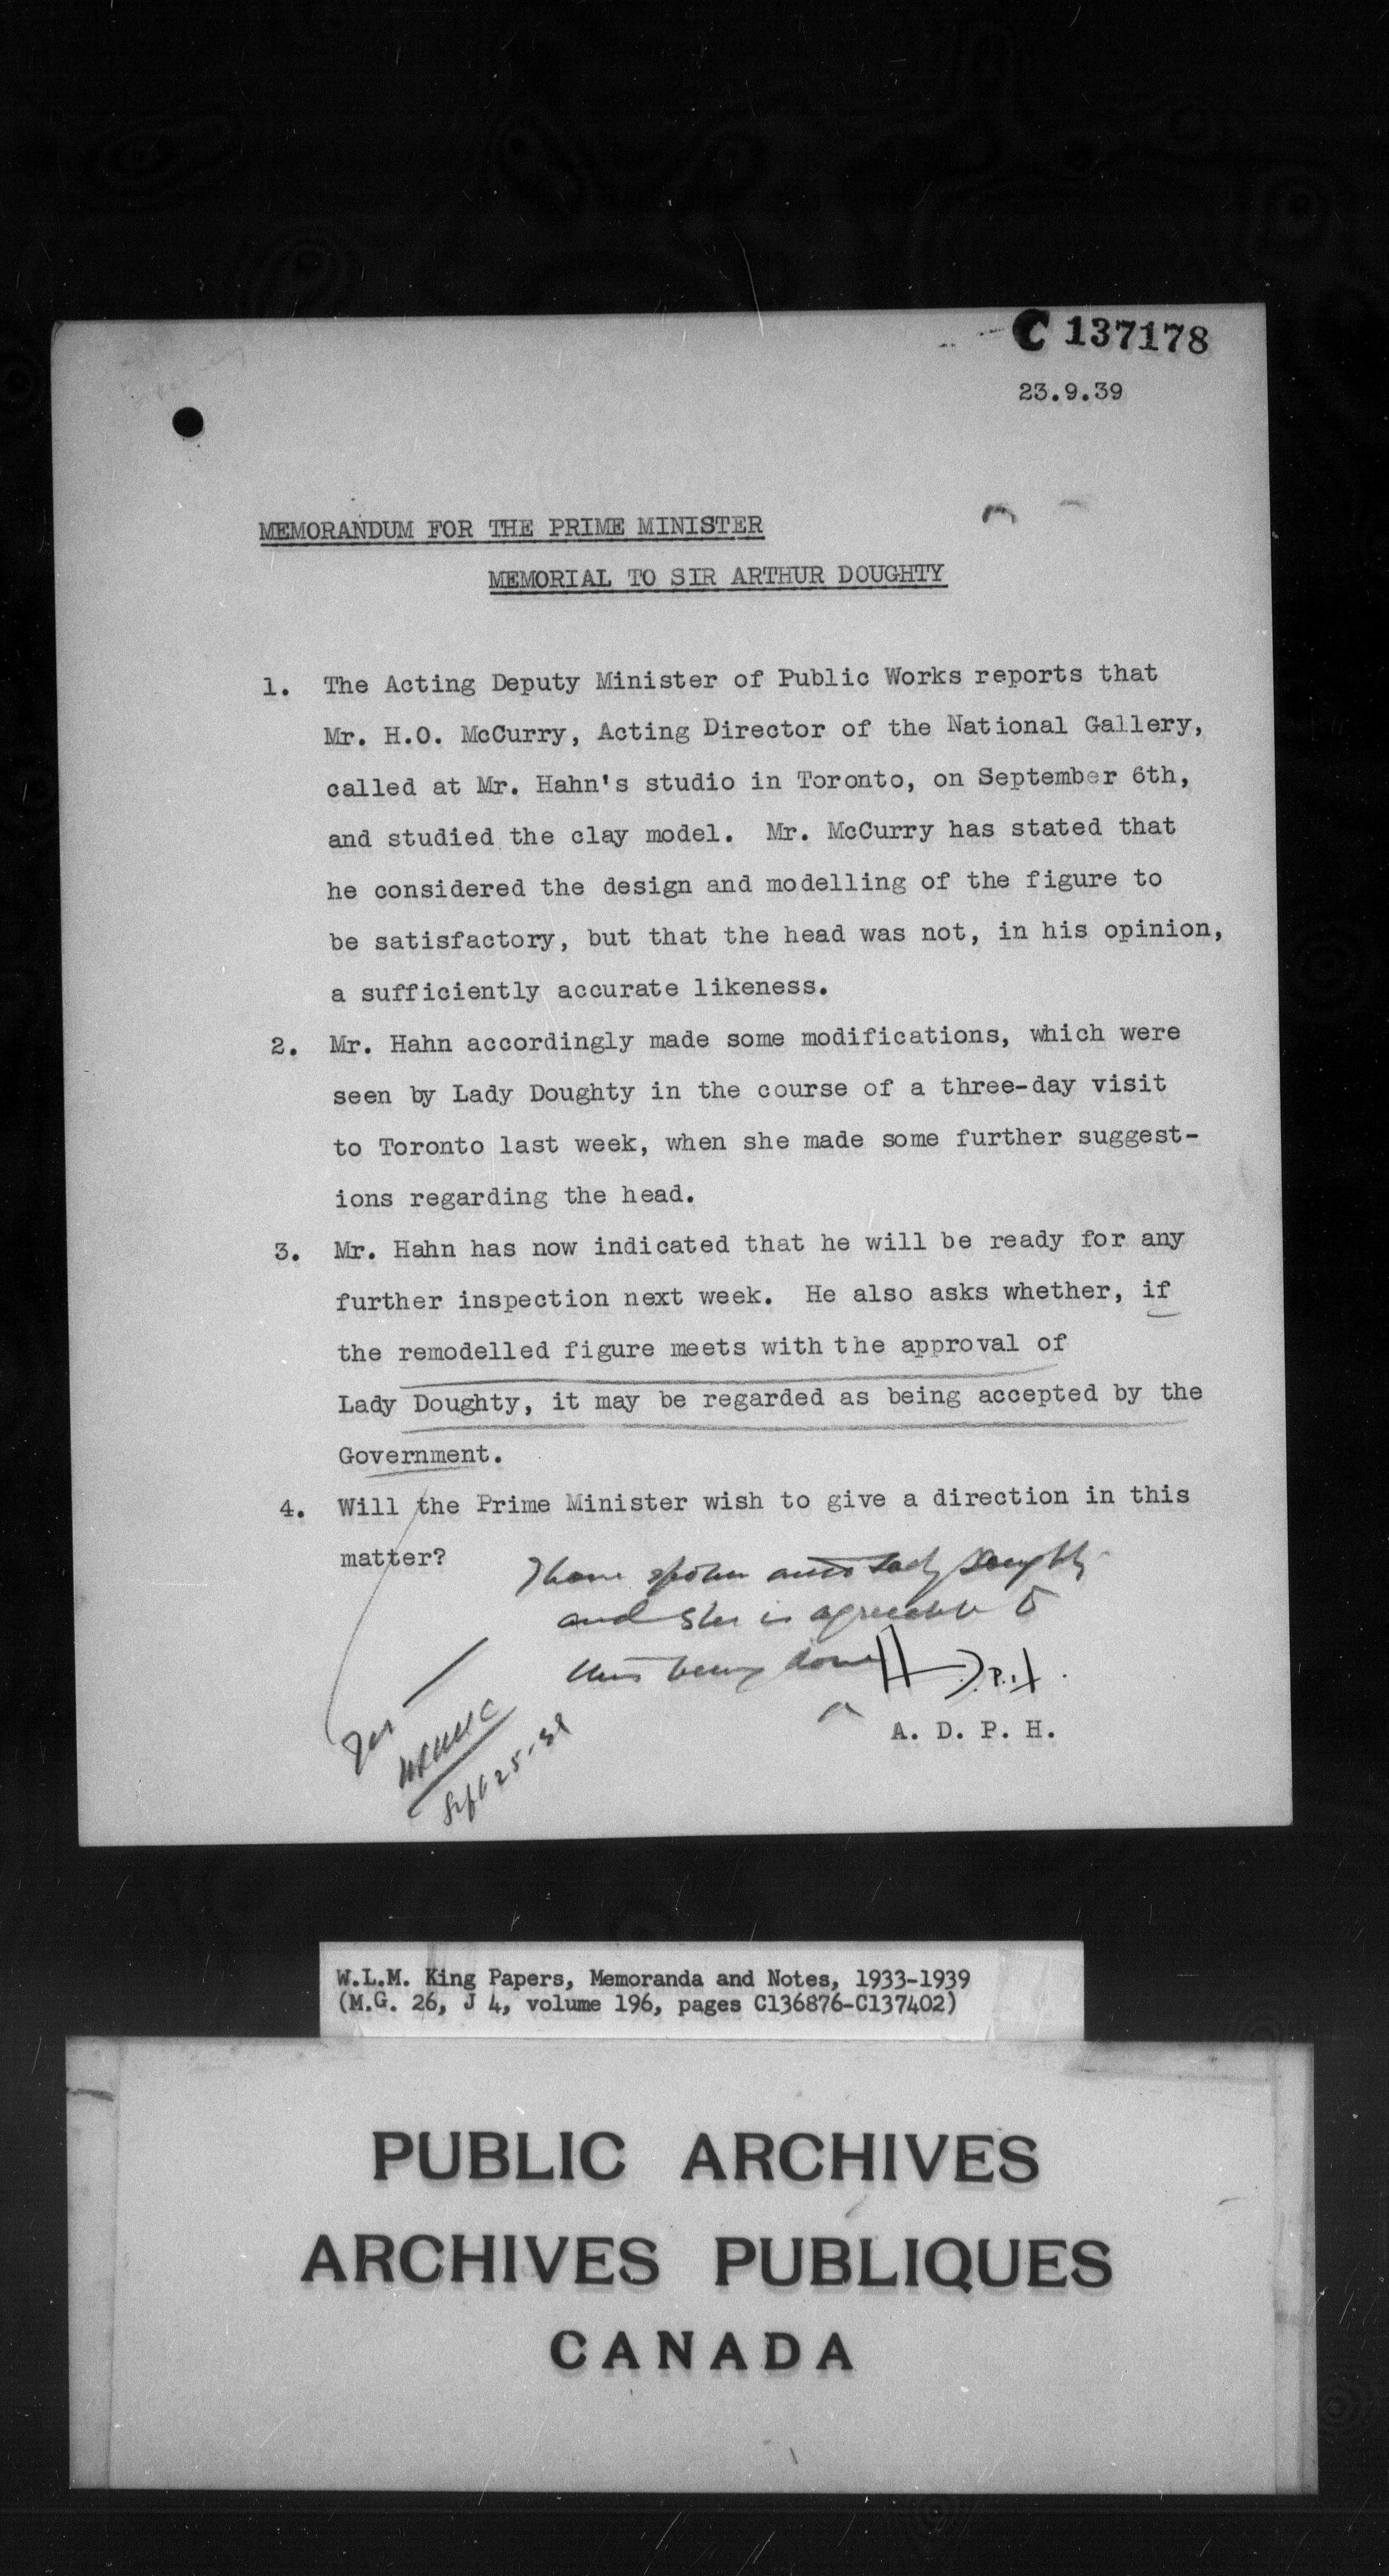 C 137178
23.9.39
MEMORANDUM FOR THE PRIME MINISTER
MEMORIAL TO SIR ARTHUR DOUGHTY
1. The Acting Deputy Minister of Public Works reports that
Mr. H.O. McCurry, Acting Director of the National Gallery,
called at Mr. Hahn's studio in Toronto, on September 6th,
and studied the clay model. Mr. McCurry has stated that
he considered the design and modelling of the figure to
be satisfactory, but that the head was not, in his opinion,
a sufficiently accurate likeness.
2. Mr. Hahn accordingly made some modifications, which were
seen by Lady Doughty in the course of a three-day visit
to Toronto last week, when she made some further suggest-
ions regarding the head.
3. Mr. Hahn has now indicated that he will be ready for any
further inspection next week. He also asks whether, if
the remodelled figure meets with the approval of
Lady Doughty, it may be regarded as being accepted by the
Government.
4. Will the Prime Minister wish to give a direction in this
matter?
I have spoken with Lady Doughty
and she is agreeable to
this being done
A.D.P.H.
A. D. P. H.
Yes —
WLMK
Sept 25-39
W.L.M. King Papers, Memoranda and Notes, 1933-1939
(M.G. 26, J 4, volume 196, pages C136876-C137402)
PUBLIC ARCHIVES
ARCHIVES PUBLIQUES
CANADA